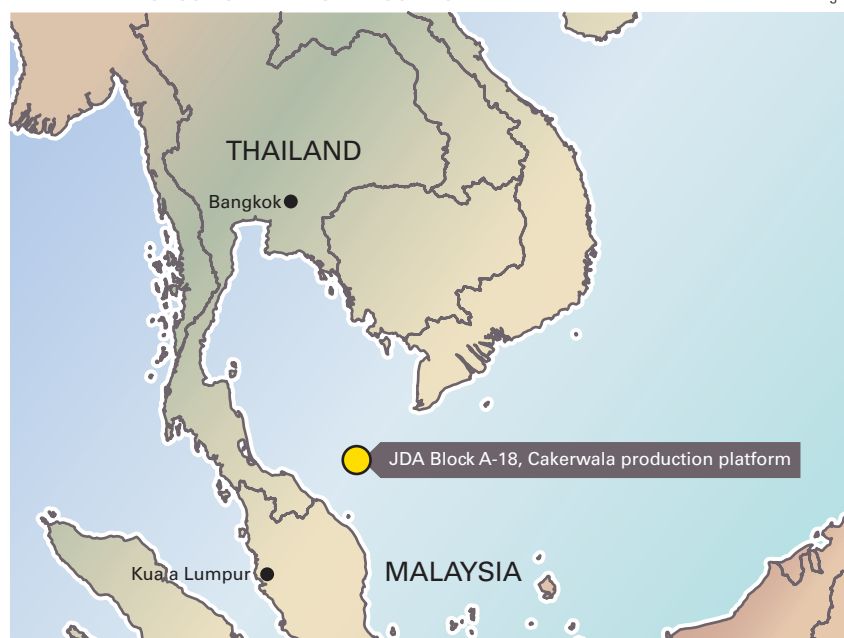 THAILAND
Bangkok
JDA Block A-18, Cakerwala production platform
Kuala Lumpur
MALAYSIA